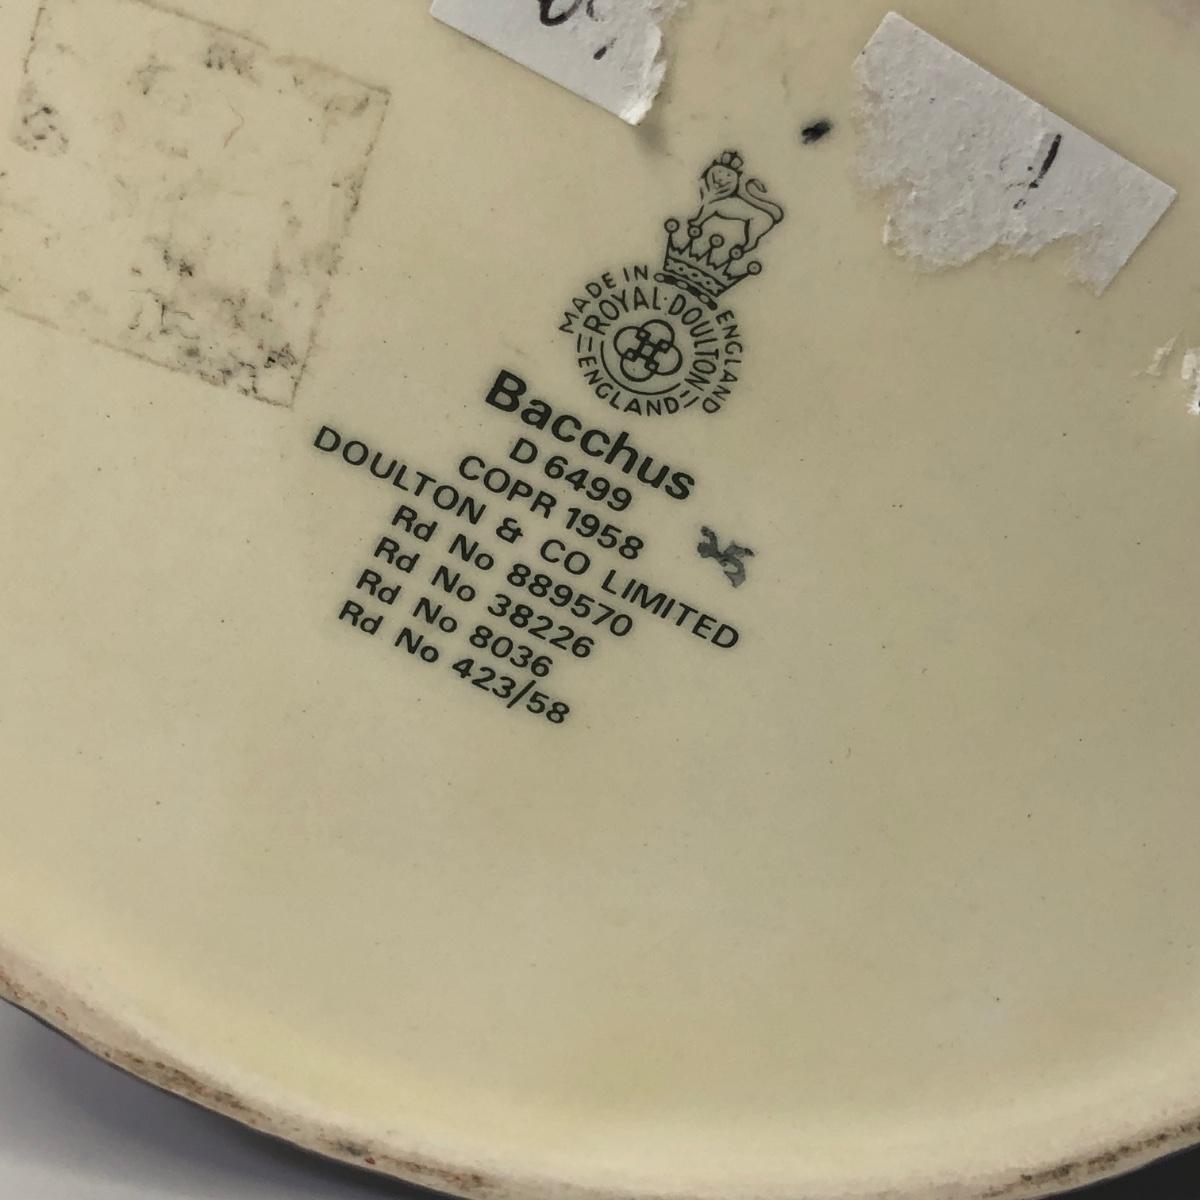 MADE IN ENGLAND
ROYAL·DOULTON
ENGLAND
Bacchus
D 6499
COPR 1958
DOULTON & CO LIMITED
Rd No 889570
Rd No 38226
Rd No 8036
Rd No 423/58